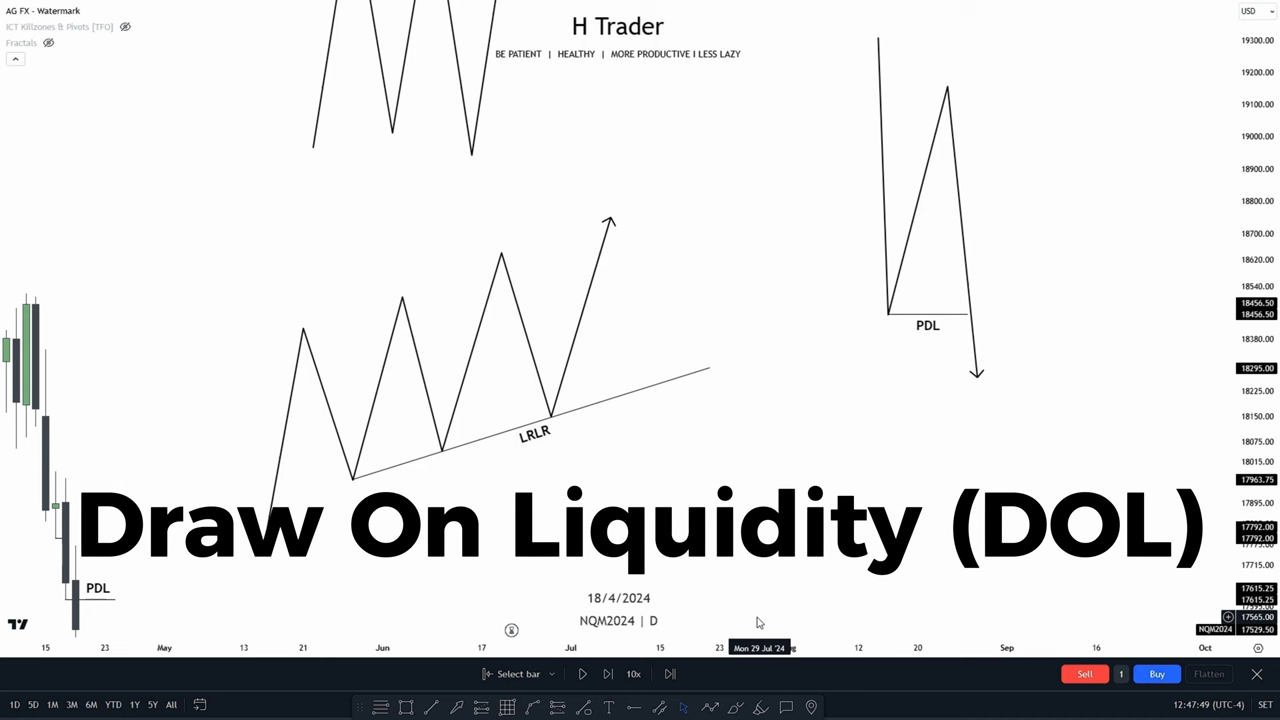 AG FX - Watermark
ICT Killzones & Pivots [TFO]
Fractals
H Trader
BE PATIENT | HEALTHY | MORE PRODUCTIVE I LESS LAZY
USD
19300.00
19200.00
19100.00
19000.00
18900.00
18800.00
18700.00
18620.00
18540.00
18456.50
18456.50
18380.00
18295.00
18225.00
18150.00
18075.00
18015.00
17963.75
17895.00
17792.00
17792.00
17715.00
17615.25
17615.25
17565.00
NQM2024 17529.50
PDL
LRLR
Draw On Liquidity (DOL)
PDL
18/4/2024
NQM2024 | D
15 23 May 13 21 Jun 17 Jul 15 23 Mon 29 Jul '24 12 20 Sep 16 Oct
Select bar 10x Sell 1 Buy Flatten
1D 5D 1M 3M 6M YTD 1Y 5Y All 12:47:49 (UTC-4) SET